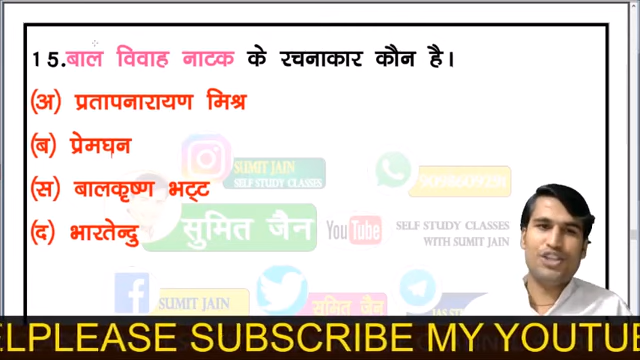 15.बाल विवाह नाटक के रचनाकार कौन है।
(अ) प्रतापनारायण मिश्र
(ब) प्रेमघन
(स) बालकृष्ण भट्ट
(द) भारतेन्दु
SUMIT JAIN
SELF STUDY CLASSES
सुमित जैन
YouTube
SELF STUDY CLASSES
WITH SUMIT JAIN
SUMIT JAIN
सुमित जैन
ELPLEASE SUBSCRIBE MY YOUTUBE